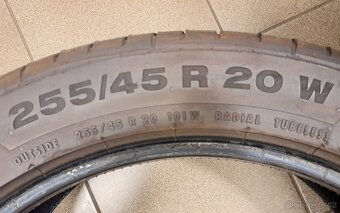 255/45 R 20 W
OUTSIDE 255/45 R 20 101W RADIAL TUBELESS